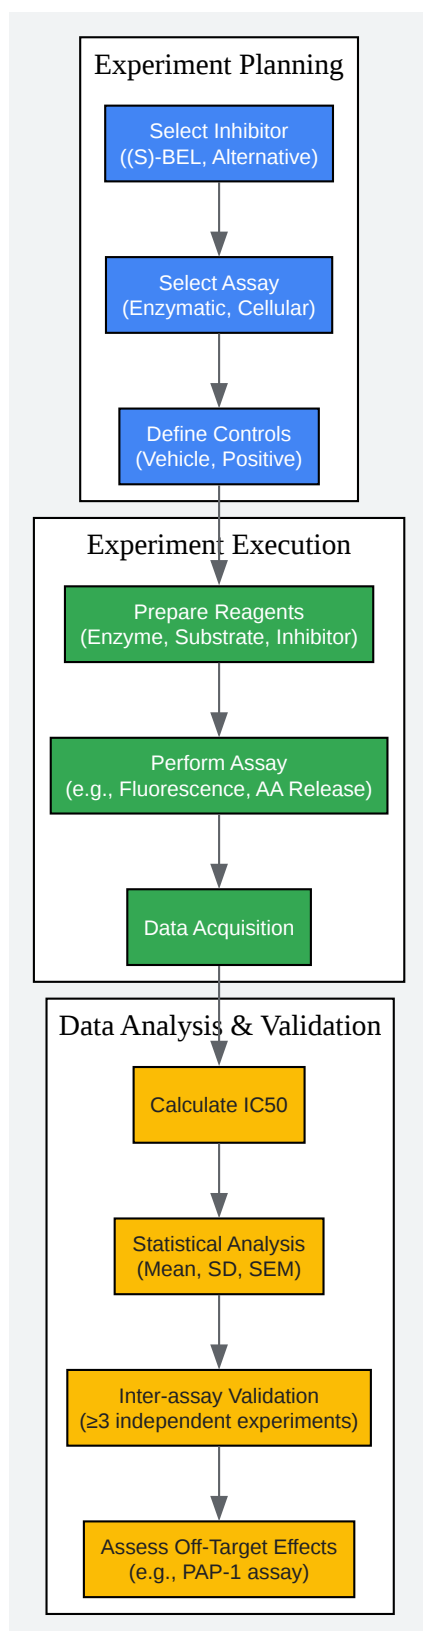 Experiment Planning
Select Inhibitor
((S)-BEL, Alternative)
Select Assay
(Enzymatic, Cellular)
Define Controls
(Vehicle, Positive)
Experiment Execution
Prepare Reagents
(Enzyme, Substrate, Inhibitor)
Perform Assay
(e.g., Fluorescence, AA Release)
Data Acquisition
Data Analysis & Validation
Calculate IC50
Statistical Analysis
(Mean, SD, SEM)
Inter-assay Validation
(≥3 independent experiments)
Assess Off-Target Effects
(e.g., PAP-1 assay)